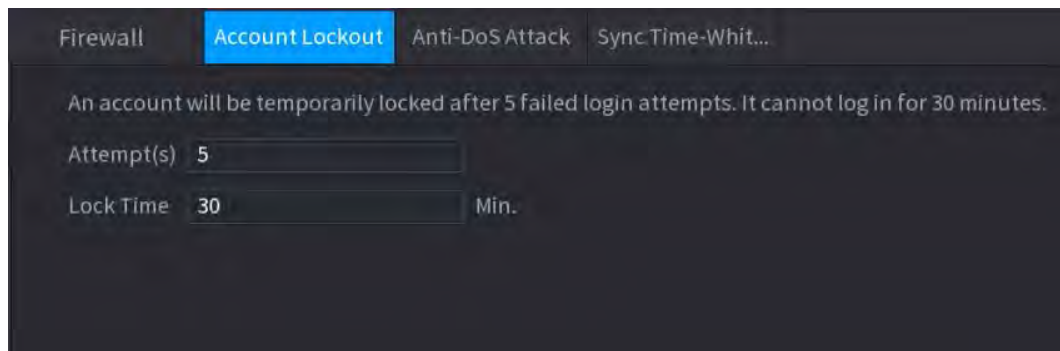 Firewall Account Lockout Anti-DoS Attack Sync Time-Whit...
An account will be temporarily locked after 5 failed login attempts. It cannot log in for 30 minutes.
Attempt(s) 5
Lock Time 30 Min.